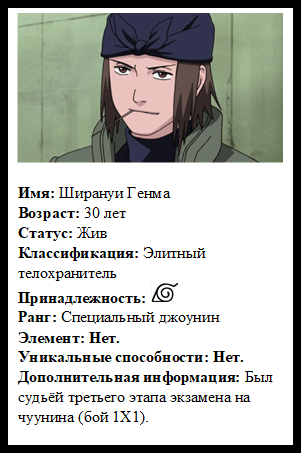 Имя: Ширануи Генма
Возраст: 30 лет
Статус: Жив
Классификация: Элитный
телохранитель
Принадлежность:
Ранг: Специальный джоунин
Элемент: Нет.
Уникальные способности: Нет.
Дополнительная информация: Был
судьёй третьего этапа экзамена на
чуунина (бой 1Х1).